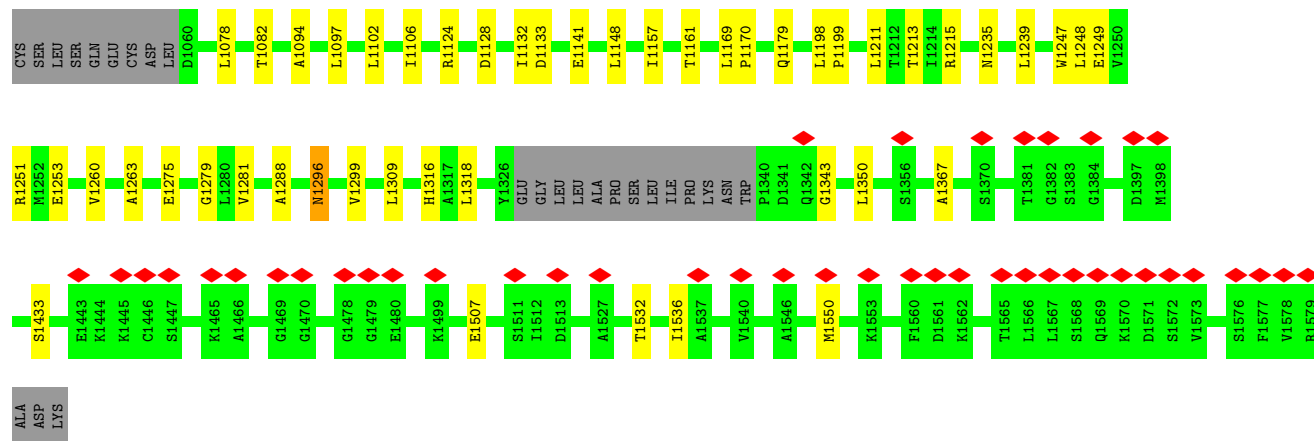 CYS SER LEU SER GLN GLU CYS ASP LEU D1060 L1078 T1082 A1094 L1097 L1102 I1106 R1124 D1128 I1132 D1133 E1141 L1148 I1157 T1161 L1169 P1170 Q1179 L1198 P1199 L1211 T1212 T1213 I1214 R1215 N1235 L1239 W1247 L1248 E1249 V1250
R1251 M1252 E1253 V1260 A1263 E1275 G1279 L1280 V1281 A1288 N1296 V1299 L1309 H1316 A1317 L1318 Y1326 GLU GLY LEU LEU ALA PRO SER LEU ILE PRO LYS ASN TRP P1340 D1341 Q1342 G1343 L1350 S1356 A1367 S1370 T1381 G1382 S1383 G1384 D1397 M1398
S1433 E1443 K1444 K1445 C1446 S1447 K1465 A1466 G1469 G1470 G1478 G1479 E1480 K1499 E1507 S1511 I1512 D1513 A1527 T1532 I1536 A1537 V1540 A1546 M1550 K1553 F1560 D1561 K1562 T1565 L1566 L1567 S1568 Q1569 K1570 D1571 S1572 V1573 S1576 F1577 V1578 R1579
ALA ASP LYS